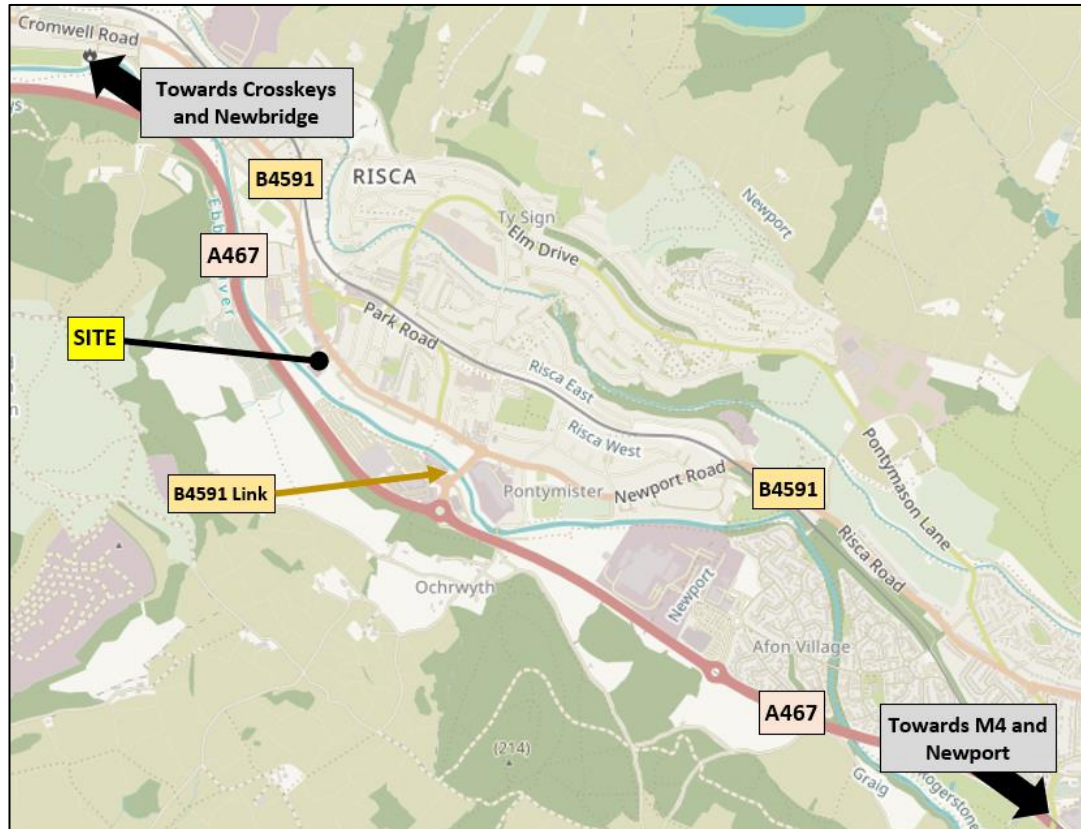 Cromwell Road
Towards Crosskeys
and Newbridge
B4591
RISCA
Ty Sign
Newport
Elm Drive
A467
SITE
Park Road
Risca East
Risca West
Pontymason Lane
B4591 Link
Pontymister
Newport Road
B4591
Risca Road
Ochrwyth
Newport
Afon Village
A467
Towards M4 and
Newport
(214)
Graig